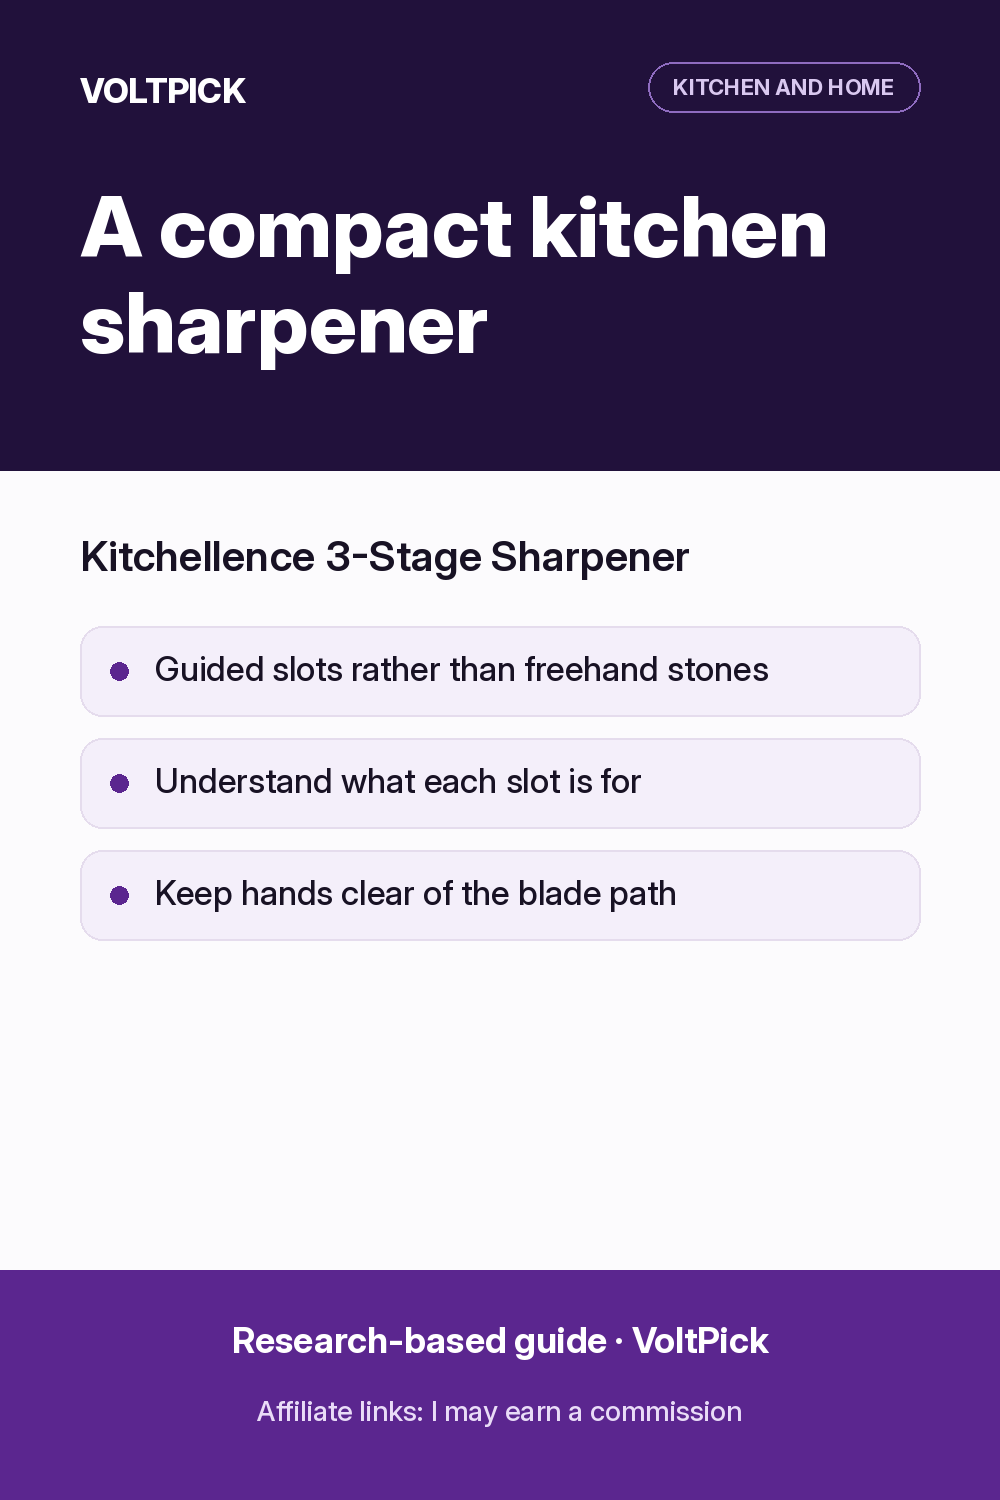 VOLTPICK
KITCHEN AND HOME
A compact kitchen
sharpener
Kitchellence 3-Stage Sharpener
Guided slots rather than freehand stones
Understand what each slot is for
Keep hands clear of the blade path
Research-based guide · VoltPick
Affiliate links: I may earn a commission